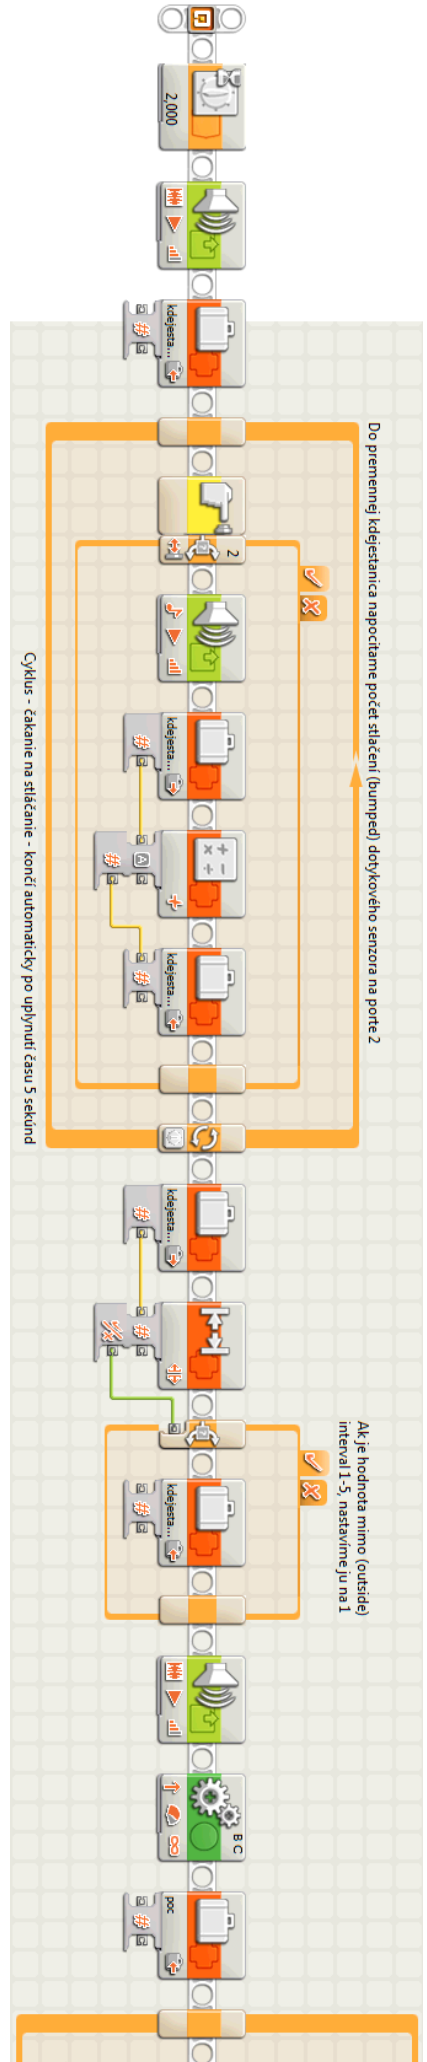 2,000
kdejesta...
Do premennej kdejestanica napocitame počet stlačení (bumped) dotykového senzora na porte 2
2
kdejesta...
kdejesta...
Cyklus - čakanie na stláčanie - končí automaticky po uplynutí času 5 sekúnd
kdejesta...
Ak je hodnota mimo (outside)
interval 1-5, nastavíme ju na 1
kdejesta...
B C
poc